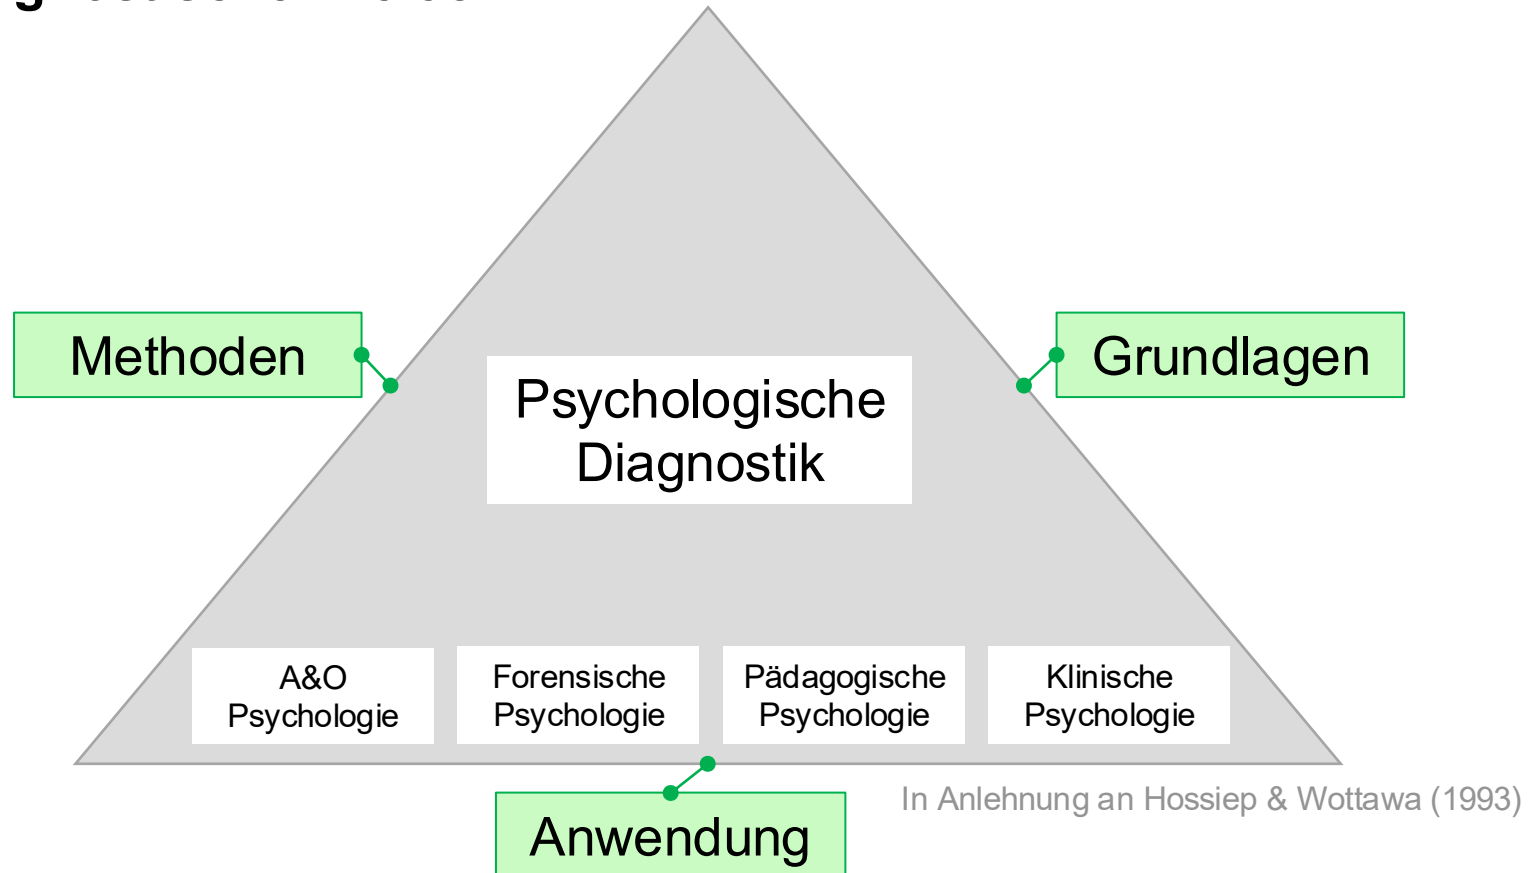 Methoden
Grundlagen
Psychologische
Diagnostik
A&O
Psychologie
Forensische
Psychologie
Pädagogische
Psychologie
Klinische
Psychologie
In Anlehnung an Hossiep & Wottawa (1993)
Anwendung